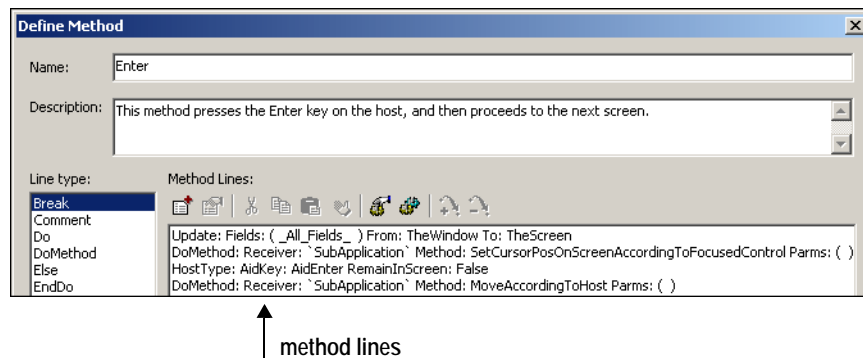 Define Method
Name: Enter
Description: This method presses the Enter key on the host, and then proceeds to the next screen.
Line type: Method Lines:
Break
Comment
Do
DoMethod
Else
EndDo
Update: Fields: ( _All_Fields_ ) From: TheWindow To: TheScreen
DoMethod: Receiver: `SubApplication` Method: SetCursorPosOnScreenAccordingToFocusedControl Parms: ( )
HostType: AidKey: AidEnter RemainInScreen: False
DoMethod: Receiver: `SubApplication` Method: MoveAccordingToHost Parms: ( )
method lines